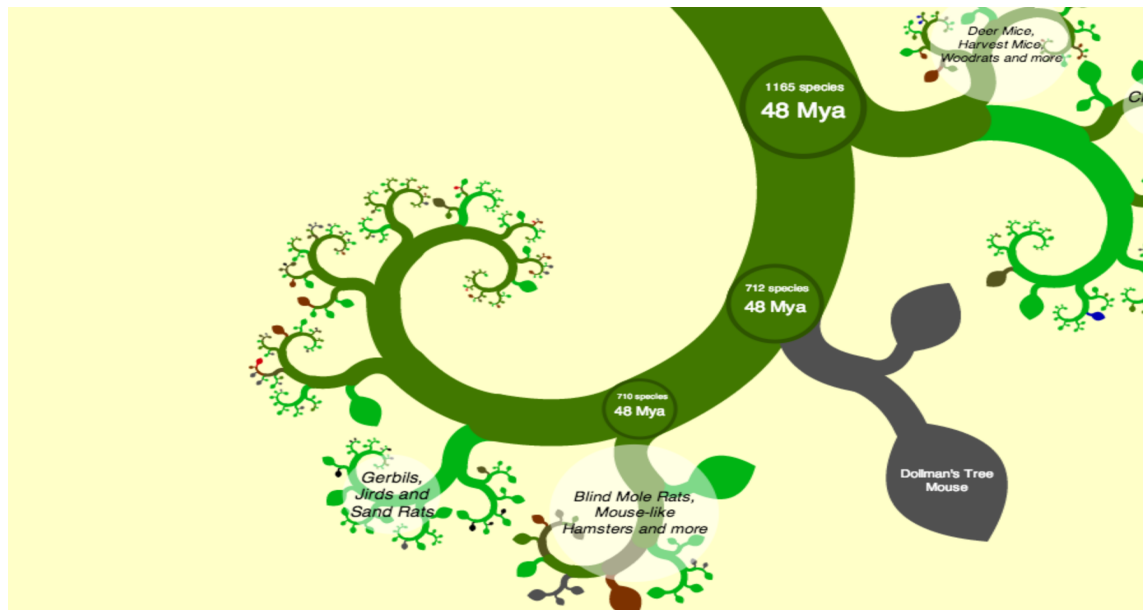 Deer Mice,
Harvest Mice,
Woodrats and more
1165 species
48 Mya
712 species
48 Mya
710 species
48 Mya
Dollman's Tree
Mouse
Gerbils,
Jirds and
Sand Rats
Blind Mole Rats,
Mouse-like
Hamsters and more